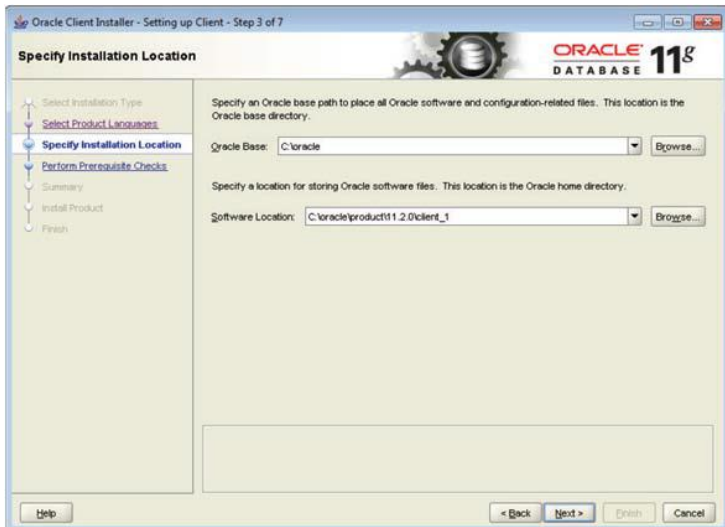 Oracle Client Installer - Setting up Client - Step 3 of 7
Specify Installation Location
ORACLE
DATABASE
11g
Select Installation Type
Select Product Languages
Specify Installation Location
Perform Prerequisite Checks
Summary
Install Product
Finish
Specify an Oracle base path to place all Oracle software and configuration-related files. This location is the
Oracle base directory.
Oracle Base: C:\oracle Browse...
Specify a location for storing Oracle software files. This location is the Oracle home directory.
Software Location: C:\oracle\product\11.2.0\client_1 Browse...
Help < Back Next > Finish Cancel